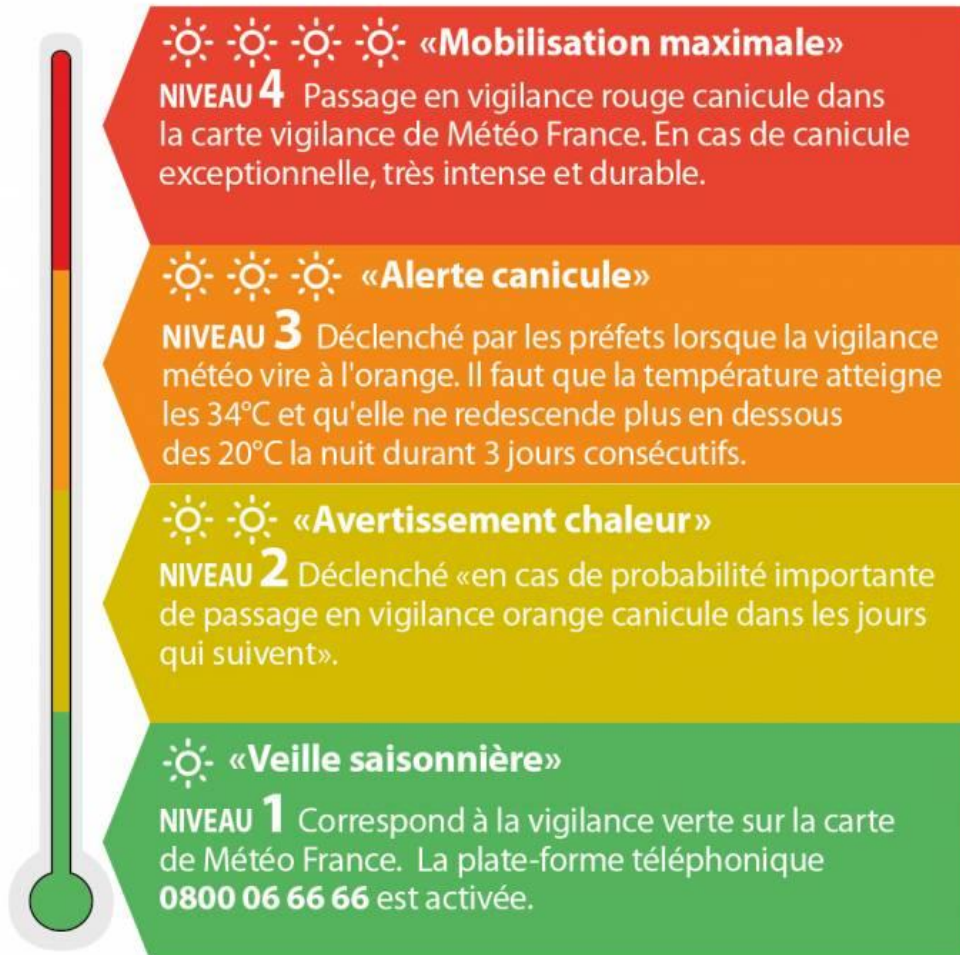 «Mobilisation maximale»
NIVEAU 4 Passage en vigilance rouge canicule dans
la carte vigilance de Météo France. En cas de canicule
exceptionnelle, très intense et durable.
«Alerte canicule»
NIVEAU 3 Déclenché par les préfets lorsque la vigilance
météo vire à l'orange. Il faut que la température atteigne
les 34°C et qu'elle ne redescende plus en dessous
des 20°C la nuit durant 3 jours consécutifs.
«Avertissement chaleur»
NIVEAU 2 Déclenché «en cas de probabilité importante
de passage en vigilance orange canicule dans les jours
qui suivent».
«Veille saisonnière»
NIVEAU 1 Correspond à la vigilance verte sur la carte
de Météo France. La plate-forme téléphonique
0800 06 66 66 est activée.